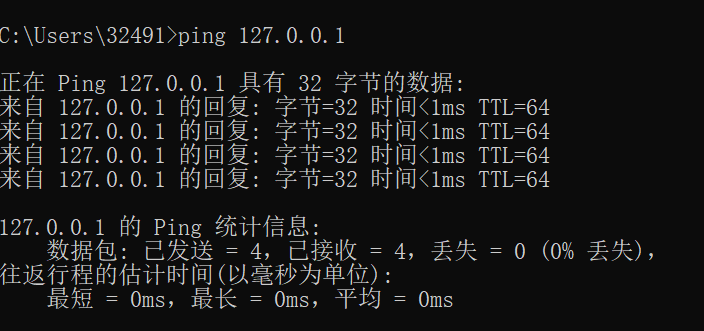 C:\Users\32491>ping 127.0.0.1
正在 Ping 127.0.0.1 具有 32 字节的数据:
来自 127.0.0.1 的回复: 字节=32 时间<1ms TTL=64
来自 127.0.0.1 的回复: 字节=32 时间<1ms TTL=64
来自 127.0.0.1 的回复: 字节=32 时间<1ms TTL=64
来自 127.0.0.1 的回复: 字节=32 时间<1ms TTL=64
127.0.0.1 的 Ping 统计信息:
数据包: 已发送 = 4，已接收 = 4，丢失 = 0 (0% 丢失)，
往返行程的估计时间(以毫秒为单位):
最短 = 0ms，最长 = 0ms，平均 = 0ms